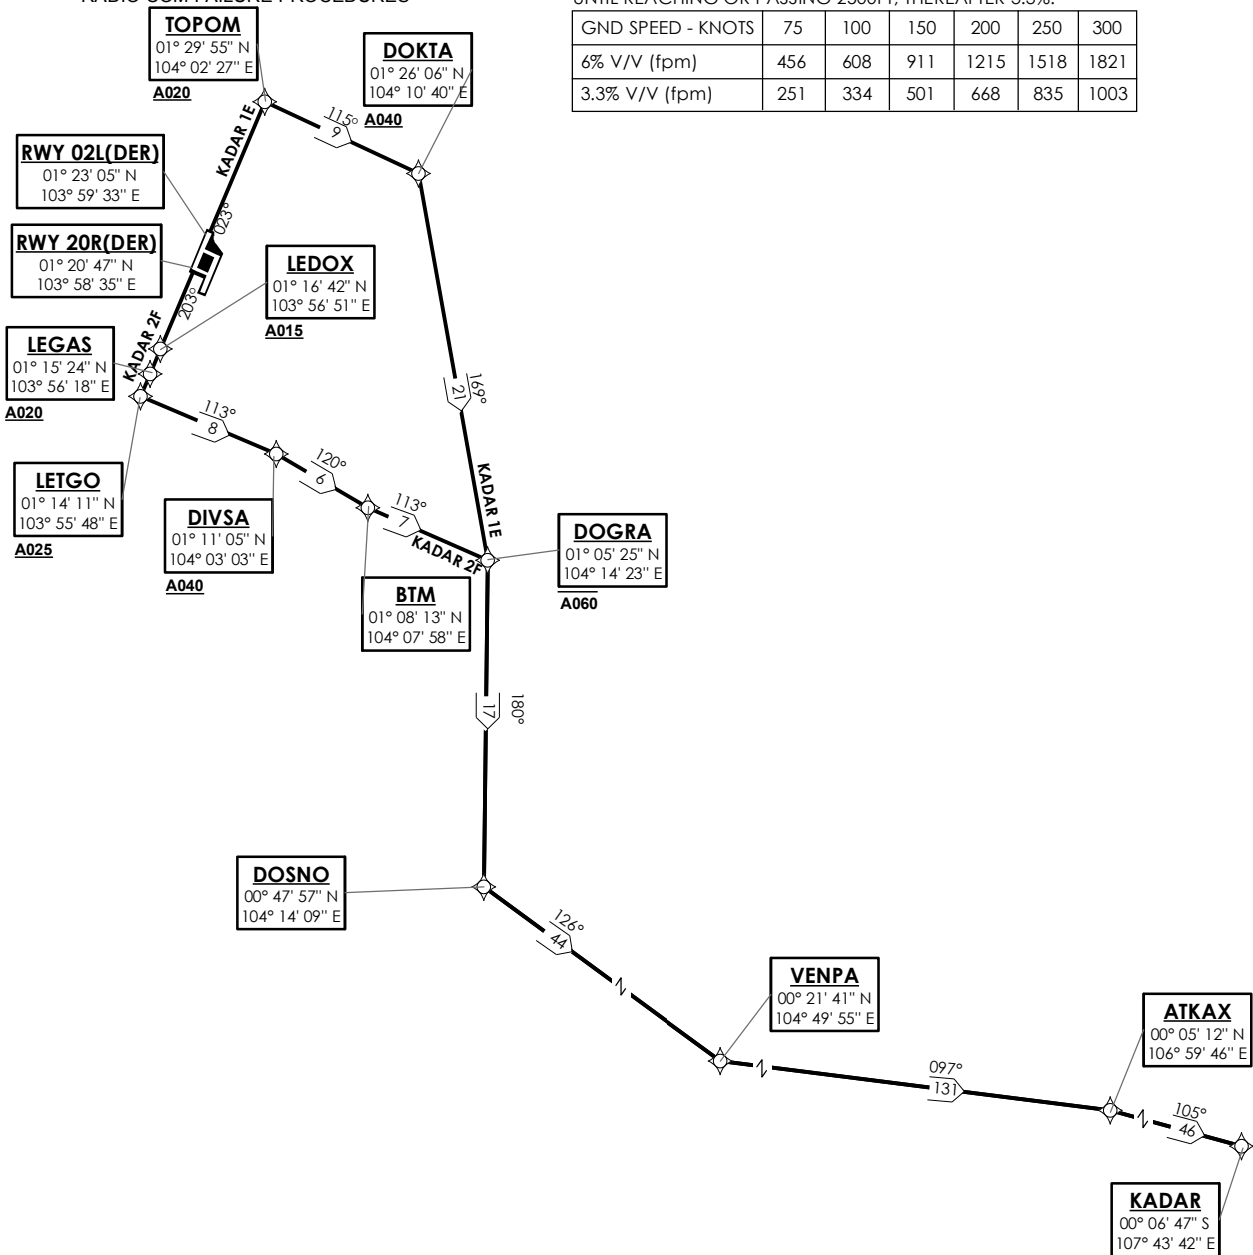 RADIO COM FAILURE PROCEDURES
UNTIL REACHING OR PASSING 2500FT, THEREAFTER 3.3%.
GND SPEED - KNOTS 75 100 150 200 250 300
6% V/V (fpm) 456 608 911 1215 1518 1821
3.3% V/V (fpm) 251 334 501 668 835 1003
TOPOM
01° 29' 55" N
104° 02' 27" E
A020
DOKTA
01° 26' 06" N
104° 10' 40" E
A040
115°
9
KADAR 1E
RWY 02L(DER)
01° 23' 05" N
103° 59' 33" E
023°
RWY 20R(DER)
01° 20' 47" N
103° 58' 35" E
203°
LEDOX
01° 16' 42" N
103° 56' 51" E
A015
KADAR 2F
LEGAS
01° 15' 24" N
103° 56' 18" E
A020
169°
21
KADAR 1E
113°
8
120°
6
113°
7
KADAR 2F
LETGO
01° 14' 11" N
103° 55' 48" E
A025
DIVSA
01° 11' 05" N
104° 03' 03" E
A040
BTM
01° 08' 13" N
104° 07' 58" E
DOGRA
01° 05' 25" N
104° 14' 23" E
A060
180°
17
DOSNO
00° 47' 57" N
104° 14' 09" E
126°
44
VENPA
00° 21' 41" N
104° 49' 55" E
097°
131
ATKAX
00° 05' 12" N
106° 59' 46" E
105°
46
KADAR
00° 06' 47" S
107° 43' 42" E